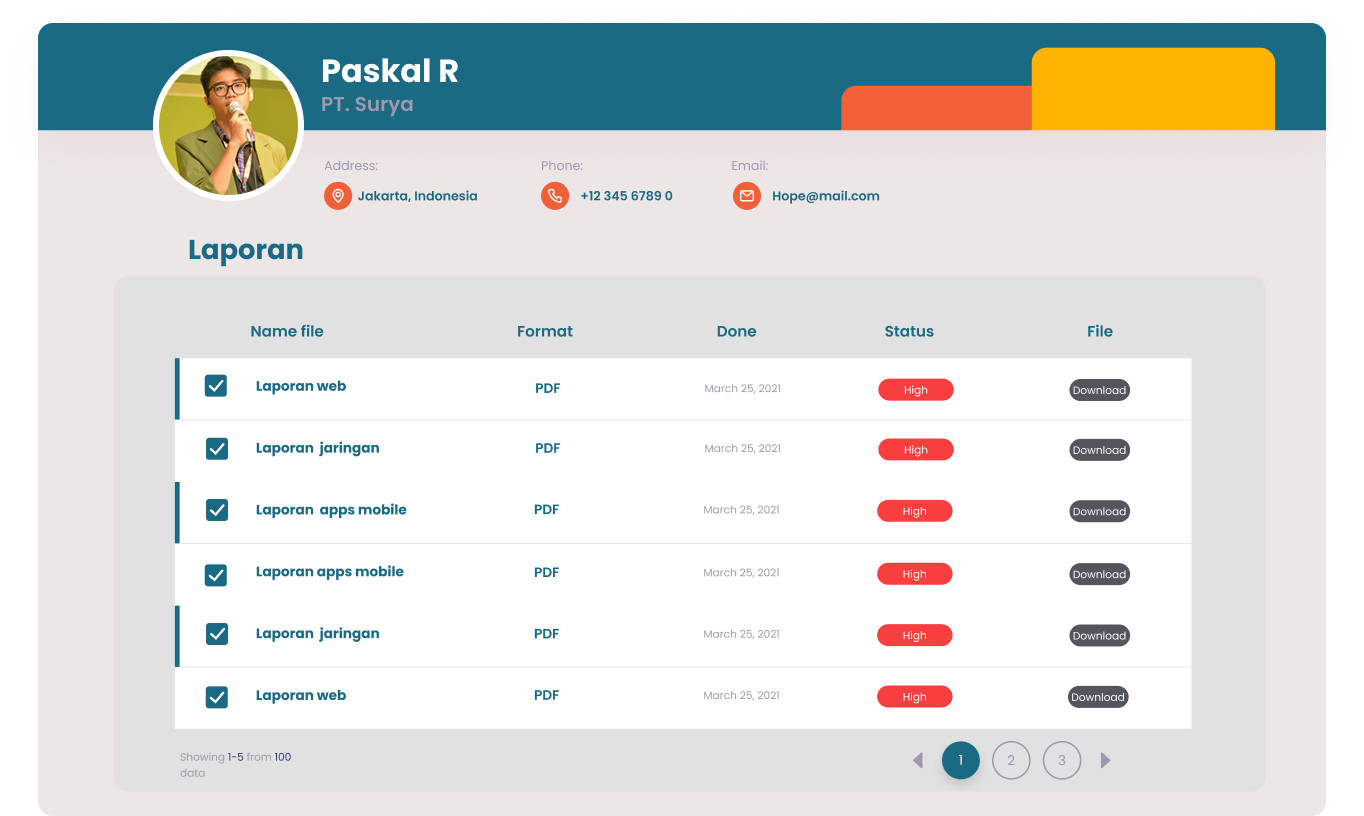 Paskal R
PT. Surya
Address: Phone: Email:
Jakarta, Indonesia +12 345 6789 0 Hope@mail.com
Laporan
Name file Format Done Status File
Laporan web PDF March 25, 2021 High Download
Laporan jaringan PDF March 25, 2021 High Download
Laporan apps mobile PDF March 25, 2021 High Download
Laporan apps mobile PDF March 25, 2021 High Download
Laporan jaringan PDF March 25, 2021 High Download
Laporan web PDF March 25, 2021 High Download
Showing 1-5 from 100
data
1 2 3